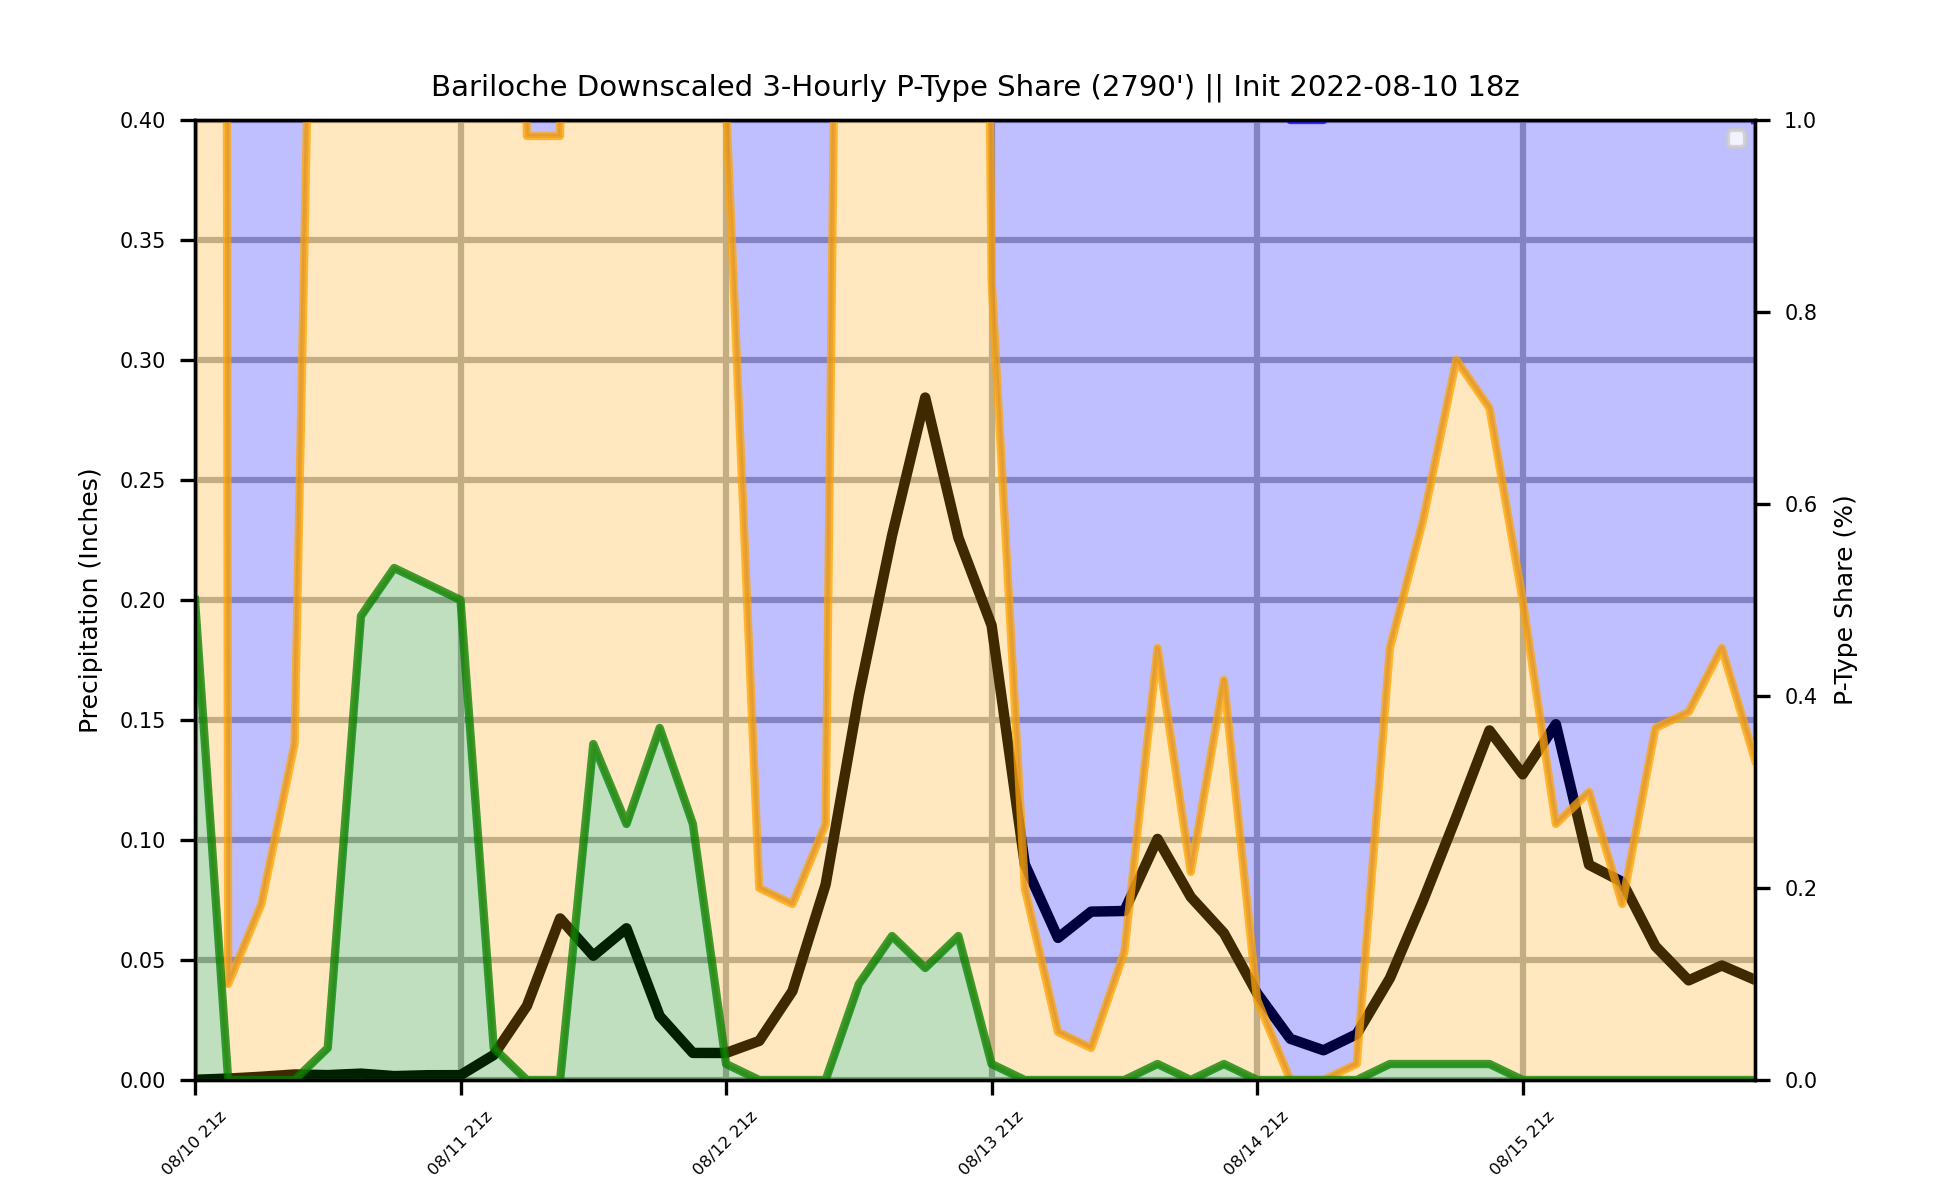 Bariloche Downscaled 3-Hourly P-Type Share (2790') || Init 2022-08-10 18z
Precipitation (Inches)
0.40
0.35
0.30
0.25
0.20
0.15
0.10
0.05
0.00
1.0
0.8
0.6
0.4
0.2
0.0
P-Type Share (%)
08/10 21z
08/11 21z
08/12 21z
08/13 21z
08/14 21z
08/15 21z